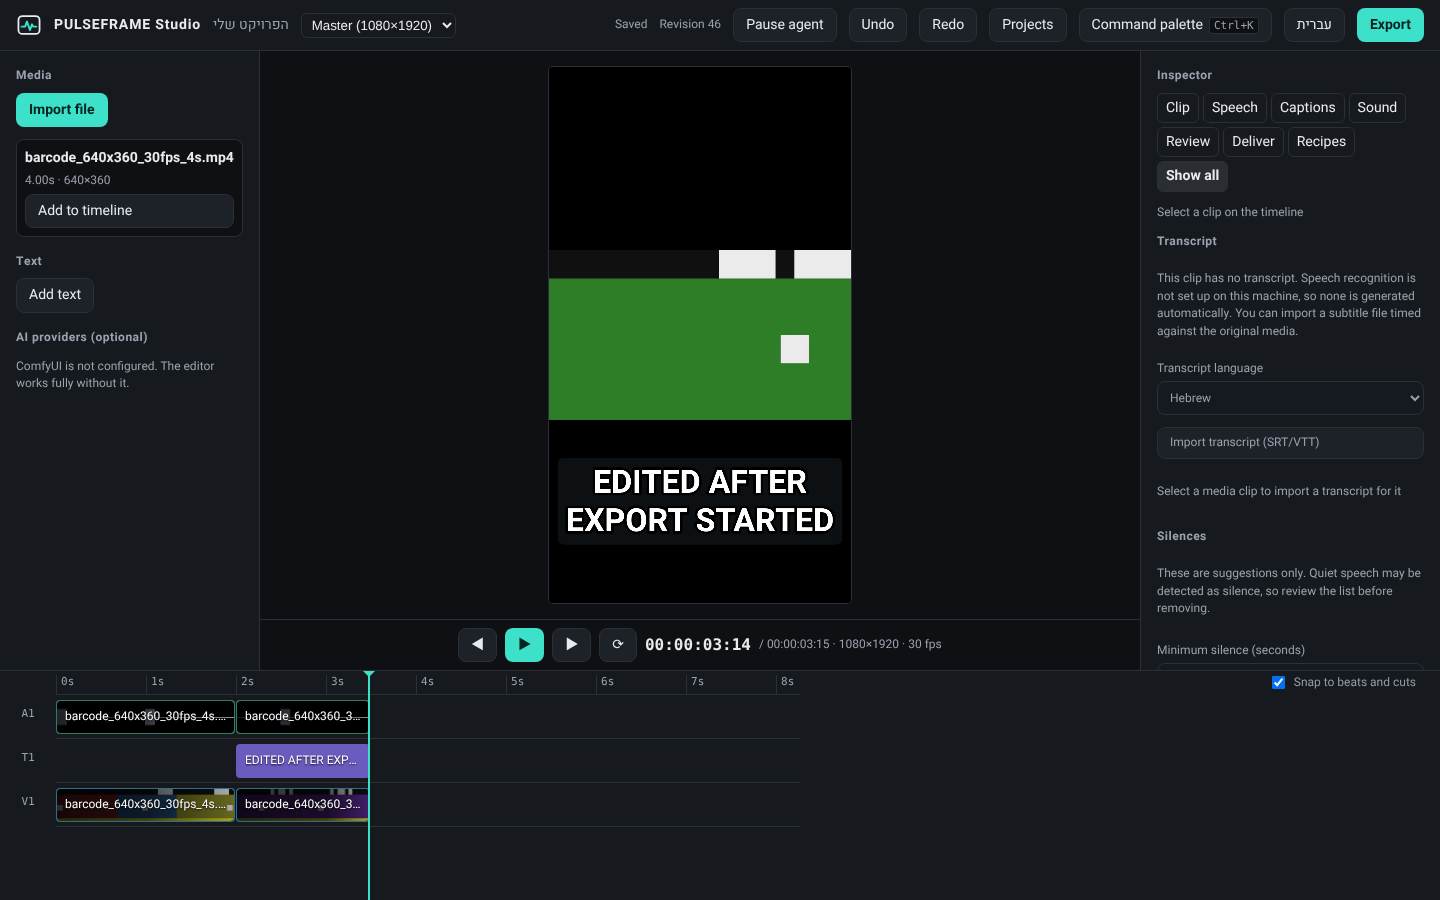 PULSEFRAME Studio הפרויקט שלי Master (1080×1920) Saved Revision 46 Pause agent Undo Redo Projects Command palette Ctrl+K עברית Export
Media
Import file
barcode_640x360_30fps_4s.mp4
4.00s · 640×360
Add to timeline
Text
Add text
AI providers (optional)
ComfyUI is not configured. The editor
works fully without it.
EDITED AFTER
EXPORT STARTED
00:00:03:14 / 00:00:03:15 · 1080×1920 · 30 fps
Inspector
Clip Speech Captions Sound
Review Deliver Recipes
Show all
Select a clip on the timeline
Transcript
This clip has no transcript. Speech recognition is
not set up on this machine, so none is generated
automatically. You can import a subtitle file timed
against the original media.
Transcript language
Hebrew
Import transcript (SRT/VTT)
Select a media clip to import a transcript for it
Silences
These are suggestions only. Quiet speech may be
detected as silence, so review the list before
removing.
Minimum silence (seconds)
0s 1s 2s 3s 4s 5s 6s 7s 8s Snap to beats and cuts
A1 barcode_640x360_30fps_4s.… barcode_640x360_3…
T1 EDITED AFTER EXP…
V1 barcode_640x360_30fps_4s.… barcode_640x360_3…